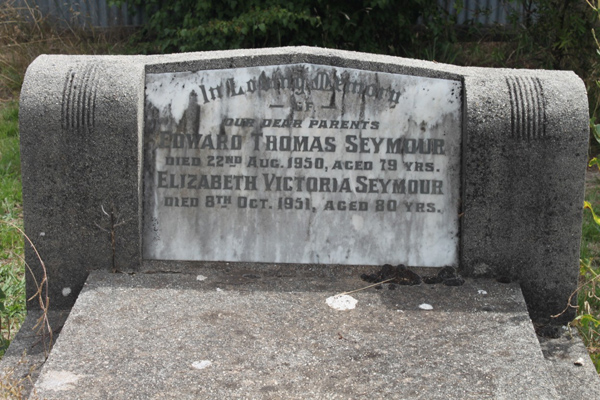 In Loving Memory
— OF —
OUR DEAR PARENTS
EDWARD THOMAS SEYMOUR
DIED 22ND AUG. 1950, AGED 79 YRS.
ELIZABETH VICTORIA SEYMOUR
DIED 8TH OCT. 1951, AGED 80 YRS.